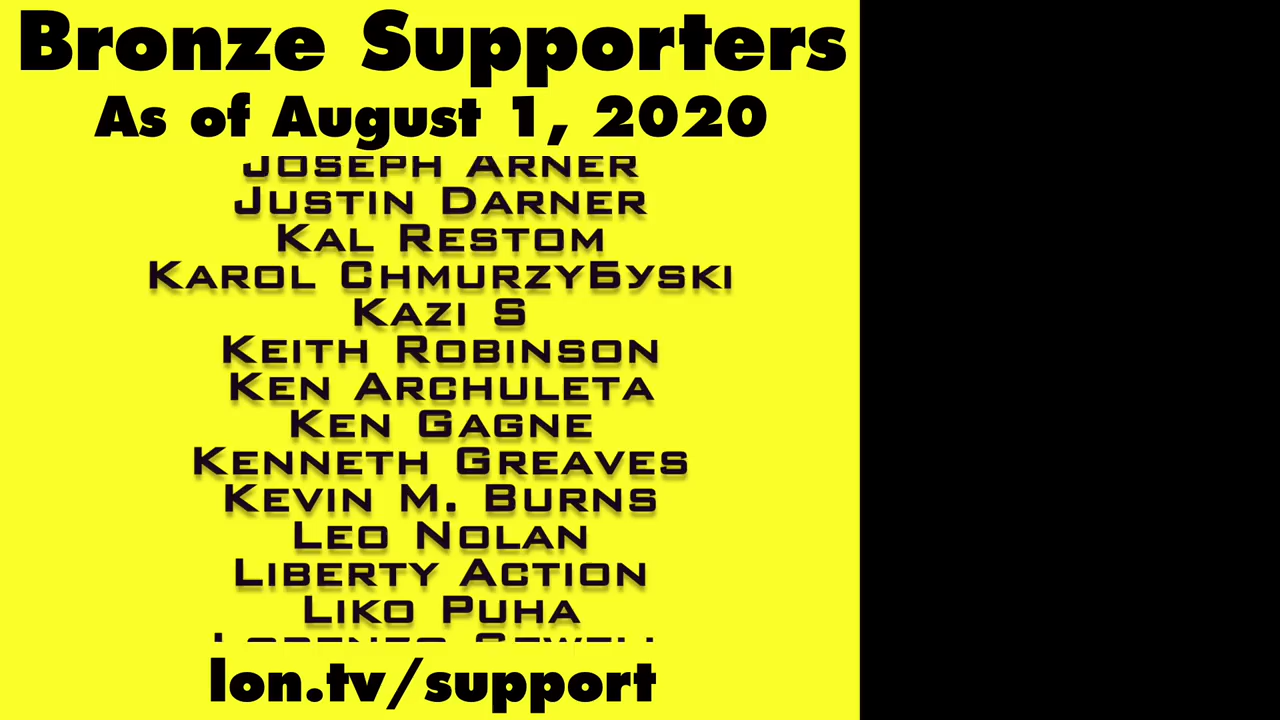 Bronze Supporters
As of August 1, 2020
Joseph Arner
Justin Darner
Kal Restom
Karol ChmurzyБуski
Kazi S
Keith Robinson
Ken Archuleta
Ken Gagne
Kenneth Greaves
Kevin M. Burns
Leo Nolan
Liberty Action
Liko Puha
lon.tv/support